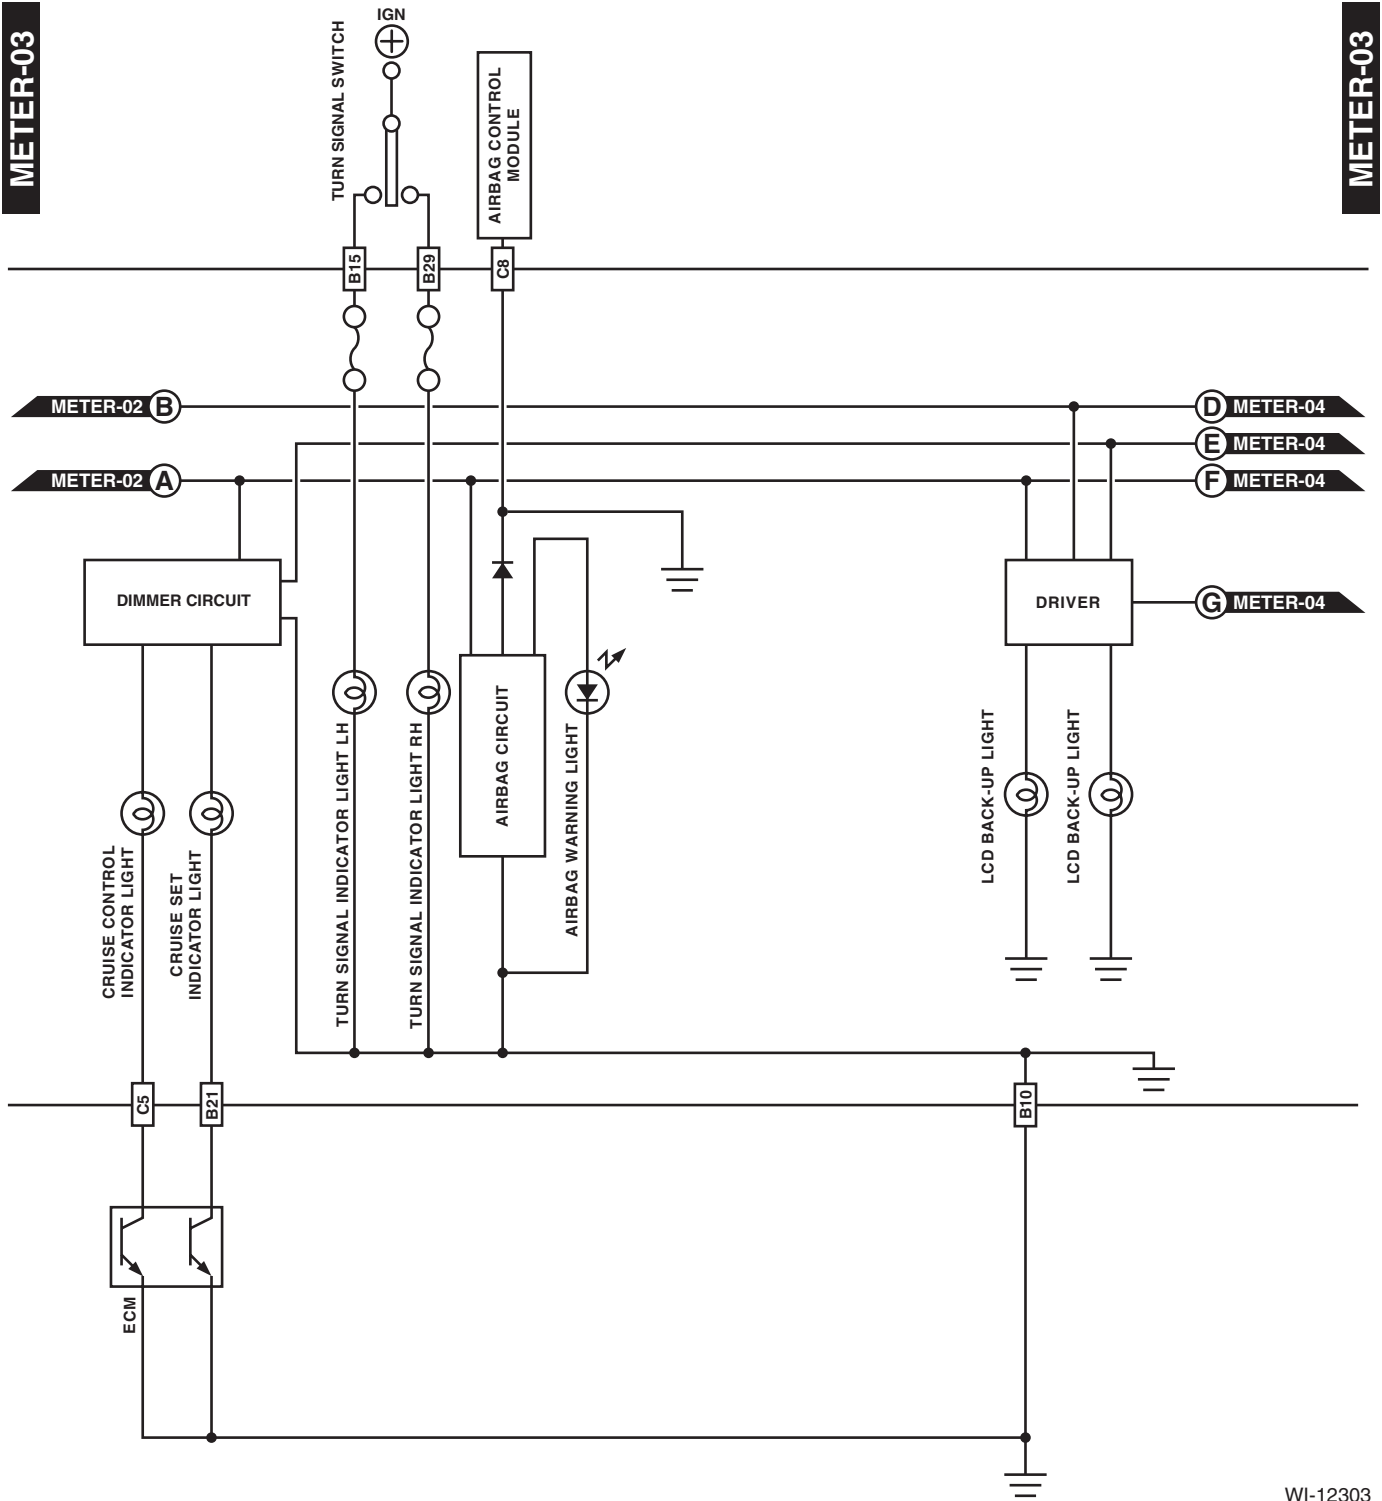 METER-03
METER-03
IGN
TURN SIGNAL SWITCH
AIRBAG CONTROL
MODULE
B15
B29
C8
METER-02 B
D METER-04
E METER-04
METER-02 A
F METER-04
DIMMER CIRCUIT
DRIVER
G METER-04
CRUISE CONTROL
INDICATOR LIGHT
CRUISE SET
INDICATOR LIGHT
TURN SIGNAL INDICATOR LIGHT LH
TURN SIGNAL INDICATOR LIGHT RH
AIRBAG CIRCUIT
AIRBAG WARNING LIGHT
LCD BACK-UP LIGHT
LCD BACK-UP LIGHT
C5
B21
B10
ECM
WI-12303